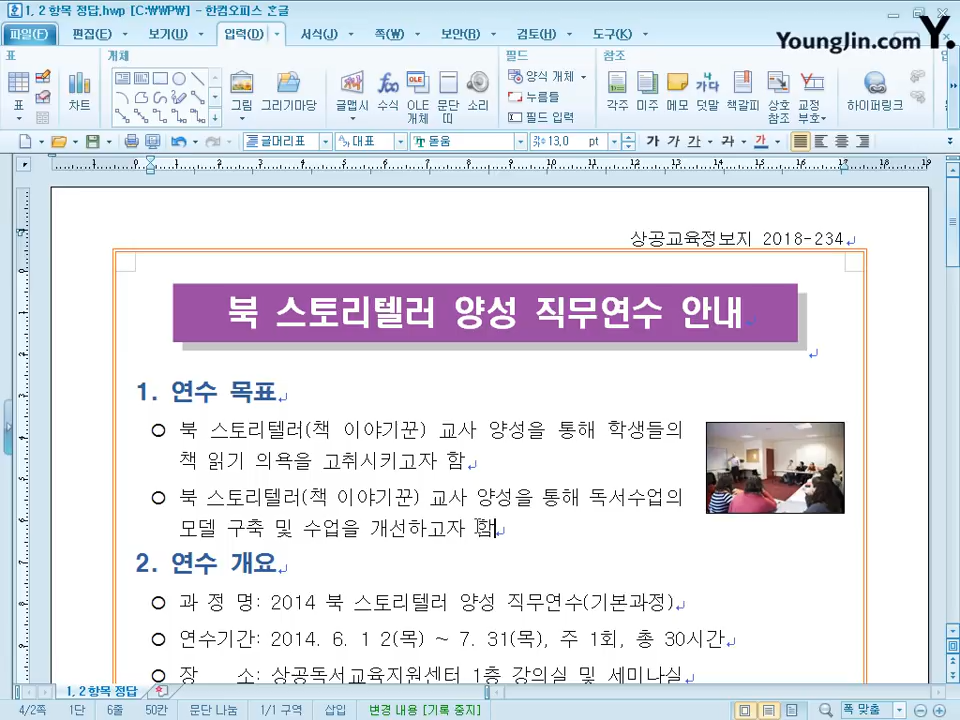 1, 2항목 정답.hwp [C:₩WPW] - 한컴오피스 ᄒᆞᆫ글
파일(F) 편집(E) 보기(U) 입력(D) 서식(J) 쪽(W) 보안(R) 검토(H) 도구(K)
YoungJin.com Y.
표 개체 필드 참조
표 차트 그림 그리기마당 글맵시 수식 OLE 개체 문단 띠 소리 양식 개체 각주 미주 메모 덧말 책갈피 상호 참조 교정 부호 하이퍼링크
누름틀
필드 입력
글머리표 대표 돋움 13,0 pt 가 가 가 가 가
상공교육정보지 2018-234
북 스토리텔러 양성 직무연수 안내
1. 연수 목표
북 스토리텔러(책 이야기꾼) 교사 양성을 통해 학생들의
책 읽기 의욕을 고취시키고자 함
북 스토리텔러(책 이야기꾼) 교사 양성을 통해 독서수업의
모델 구축 및 수업을 개선하고자 함
2. 연수 개요
과 정 명: 2014 북 스토리텔러 양성 직무연수(기본과정)
연수기간: 2014. 6. 1 2(목) ~ 7. 31(목), 주 1회, 총 30시간
장 소: 상공독서교육지원센터 1층 강의실 및 세미나실
1, 2항목 정답
4/2쪽 1단 6줄 50칸 문단 나눔 1/1 구역 삽입 변경 내용 [기록 중지] 폭 맞춤